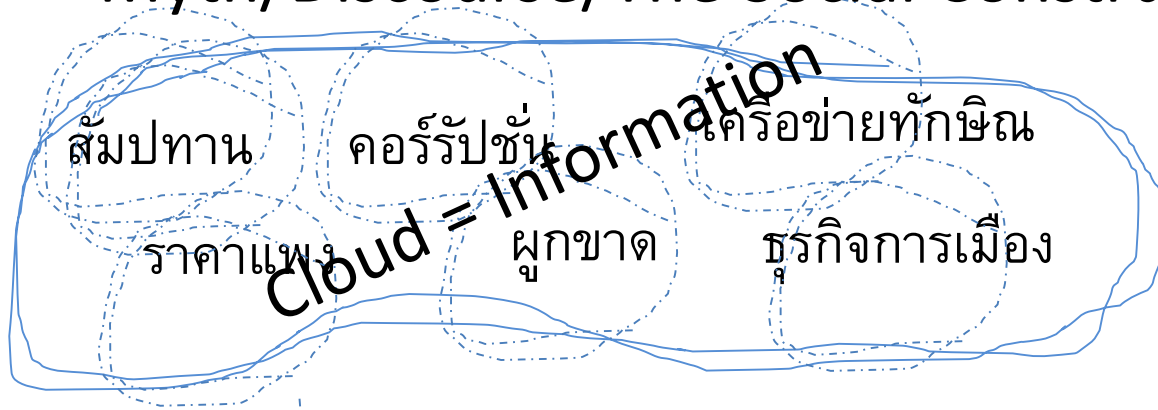 สัมปทาน คอร์รัปชั่น เครือข่ายทักษิณ
Cloud = Information
ราคาแพง ผูกขาด ธุรกิจการเมือง